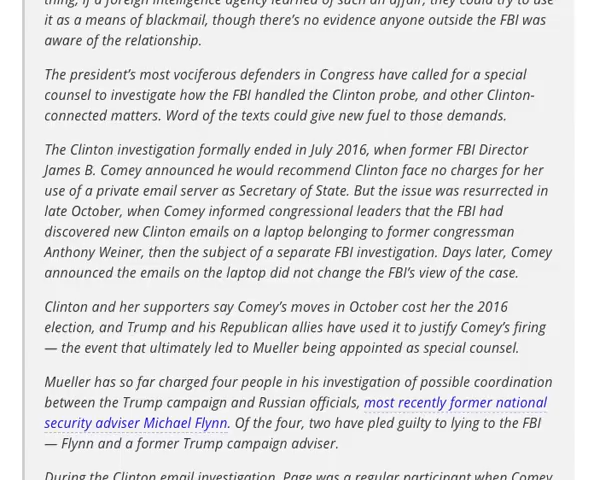 thing, if a foreign intelligence agency learned of such an affair, they could try to use
it as a means of blackmail, though there's no evidence anyone outside the FBI was
aware of the relationship.
The president's most vociferous defenders in Congress have called for a special
counsel to investigate how the FBI handled the Clinton probe, and other Clinton-
connected matters. Word of the texts could give new fuel to those demands.
The Clinton investigation formally ended in July 2016, when former FBI Director
James B. Comey announced he would recommend Clinton face no charges for her
use of a private email server as Secretary of State. But the issue was resurrected in
late October, when Comey informed congressional leaders that the FBI had
discovered new Clinton emails on a laptop belonging to former congressman
Anthony Weiner, then the subject of a separate FBI investigation. Days later, Comey
announced the emails on the laptop did not change the FBI's view of the case.
Clinton and her supporters say Comey's moves in October cost her the 2016
election, and Trump and his Republican allies have used it to justify Comey's firing
— the event that ultimately led to Mueller being appointed as special counsel.
Mueller has so far charged four people in his investigation of possible coordination
between the Trump campaign and Russian officials, most recently former national
security adviser Michael Flynn. Of the four, two have pled guilty to lying to the FBI
— Flynn and a former Trump campaign adviser.
During the Clinton email investigation, Page was a regular participant when Comey